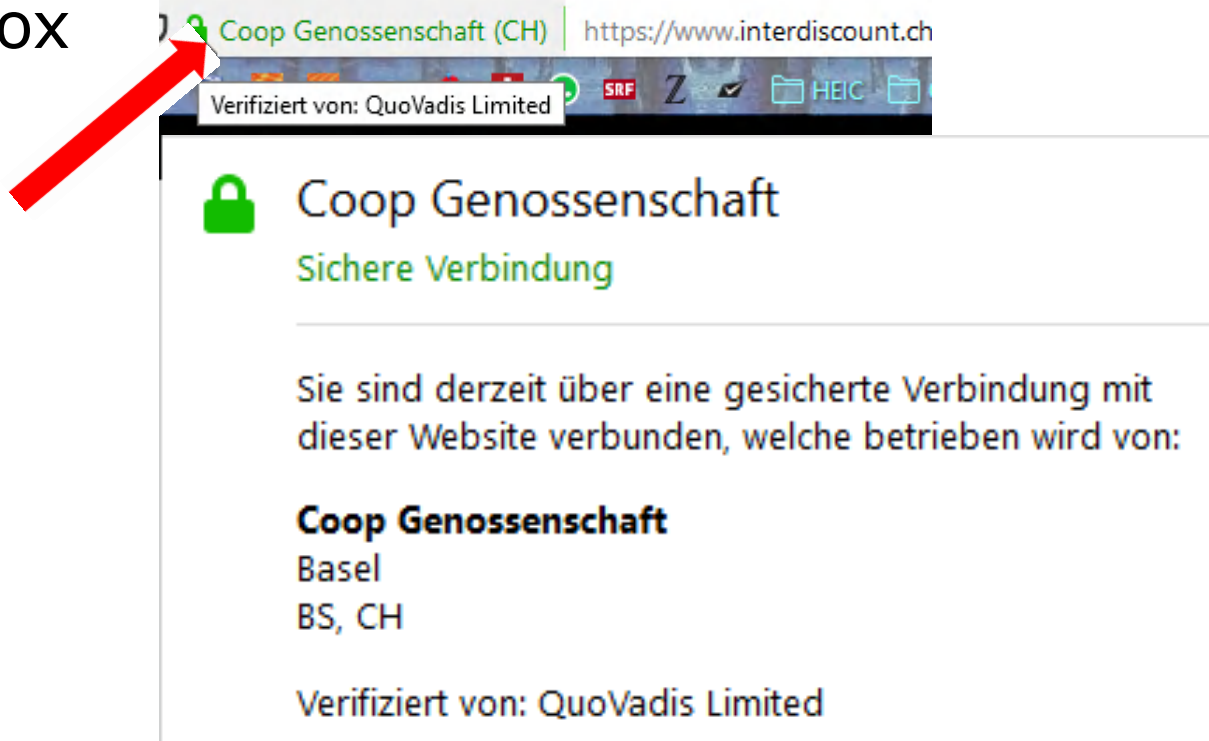 ox
Coop Genossenschaft (CH) https://www.interdiscount.ch
SRF Z HEIC
Verifiziert von: QuoVadis Limited
Coop Genossenschaft
Sichere Verbindung
Sie sind derzeit über eine gesicherte Verbindung mit
dieser Website verbunden, welche betrieben wird von:
Coop Genossenschaft
Basel
BS, CH
Verifiziert von: QuoVadis Limited